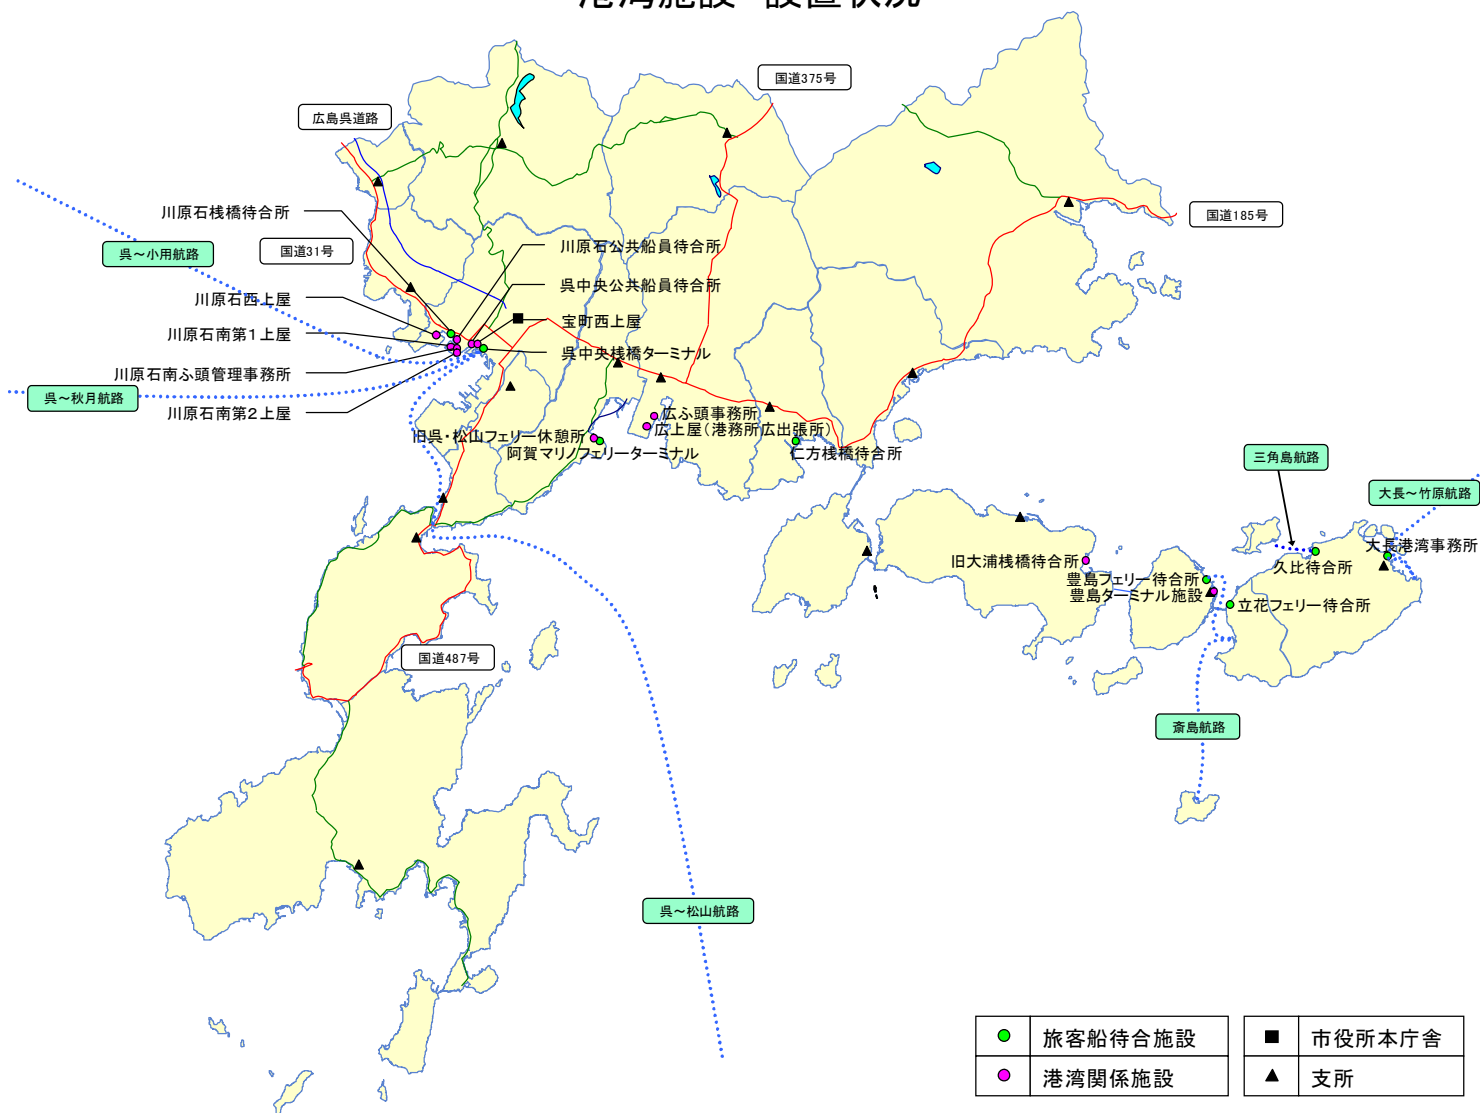 港湾施設 設置状況
国道375号
広島呉道路
川原石桟橋待合所
国道185号
呉～小用航路
国道31号
川原石公共船員待合所
呉中央公共船員待合所
川原石西上屋
宝町西上屋
川原石南第１上屋
呉中央桟橋ターミナル
川原石南ふ頭管理事務所
呉～秋月航路
川原石南第２上屋
広ふ頭事務所
広上屋（港務所広出張所）
旧呉・松山フェリー休憩所
阿賀マリノフェリーターミナル
仁方桟橋待合所
三角島航路
大長～竹原航路
大長港湾事務所
旧大浦桟橋待合所
久比待合所
豊島フェリー待合所
豊島ターミナル施設
立花フェリー待合所
国道487号
斎島航路
呉～松山航路
旅客船待合施設
市役所本庁舎
港湾関係施設
支所